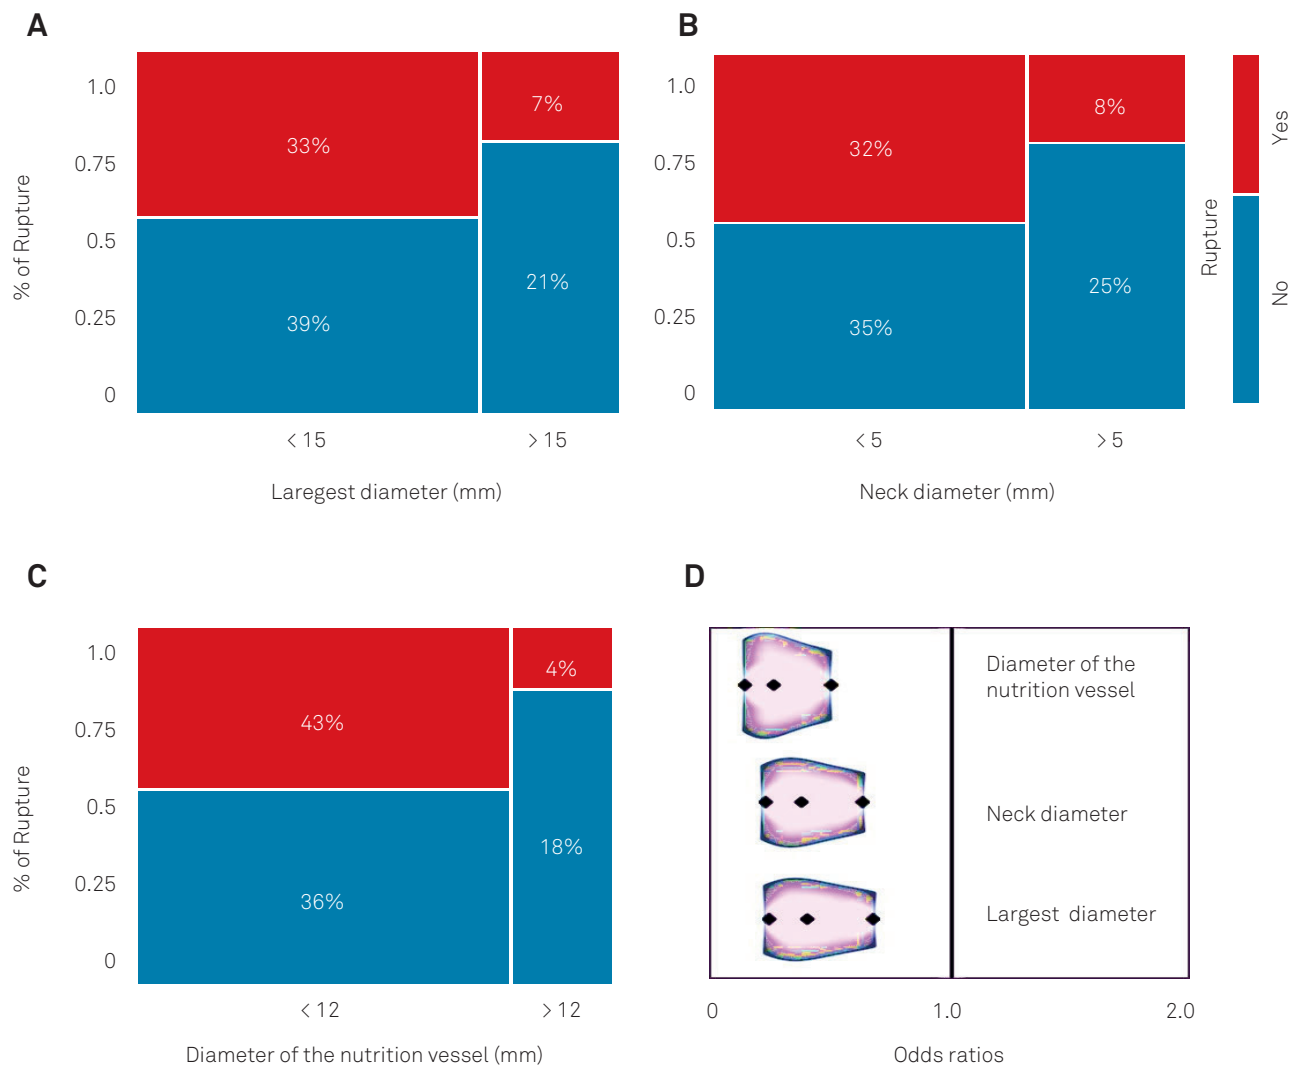 A
1.0
0.75
0.5
0.25
0
% of Rupture
33%
7%
39%
21%
< 15
> 15
Laregest diameter (mm)
B
1.0
0.75
0.5
0.25
0
32%
8%
35%
25%
< 5
> 5
Neck diameter (mm)
Rupture
Yes
No
C
1.0
0.75
0.5
0.25
0
% of Rupture
43%
4%
36%
18%
< 12
> 12
Diameter of the nutrition vessel (mm)
D
Diameter of the
nutrition vessel
Neck diameter
Largest diameter
0
1.0
2.0
Odds ratios